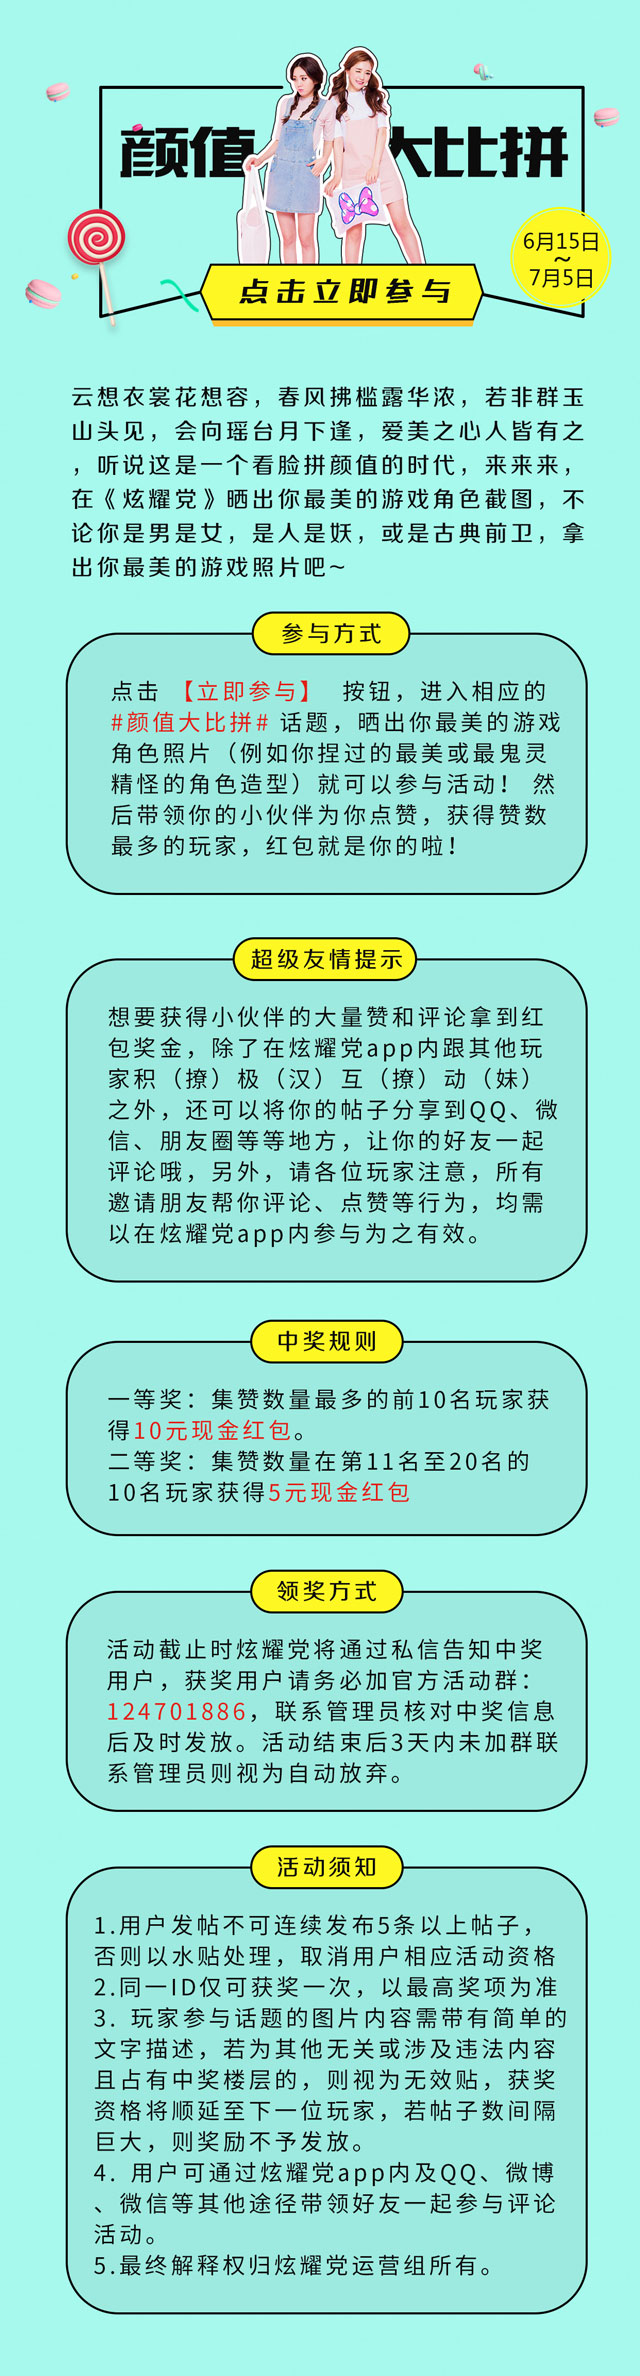 颜值大比拼
6月15日
~
7月5日
点击立即参与
云想衣裳花想容，春风拂槛露华浓，若非群玉
山头见，会向瑶台月下逢，爱美之心人皆有之
，听说这是一个看脸拼颜值的时代，来来来，
在《炫耀党》晒出你最美的游戏角色截图，不
论你是男是女，是人是妖，或是古典前卫，拿
出你最美的游戏照片吧~
参与方式
点击 【立即参与】 按钮，进入相应的
#颜值大比拼# 话题，晒出你最美的游戏
角色照片（例如你捏过的最美或最鬼灵
精怪的角色造型）就可以参与活动！ 然
后带领你的小伙伴为你点赞，获得赞数
最多的玩家，红包就是你的啦！
超级友情提示
想要获得小伙伴的大量赞和评论拿到红
包奖金，除了在炫耀党app内跟其他玩
家积（撩）极（汉）互（撩）动（妹）
之外，还可以将你的帖子分享到QQ、微
信、朋友圈等等地方，让你的好友一起
评论哦，另外，请各位玩家注意，所有
邀请朋友帮你评论、点赞等行为，均需
以在炫耀党app内参与为之有效。
中奖规则
一等奖：集赞数量最多的前10名玩家获
得10元现金红包。
二等奖：集赞数量在第11名至20名的
10名玩家获得5元现金红包
领奖方式
活动截止时炫耀党将通过私信告知中奖
用户，获奖用户请务必加官方活动群：
124701886，联系管理员核对中奖信息
后及时发放。活动结束后3天内未加群联
系管理员则视为自动放弃。
活动须知
1.用户发帖不可连续发布5条以上帖子，
否则以水贴处理，取消用户相应活动资格
2.同一ID仅可获奖一次，以最高奖项为准
3. 玩家参与话题的图片内容需带有简单的
文字描述，若为其他无关或涉及违法内容
且占有中奖楼层的，则视为无效贴，获奖
资格将顺延至下一位玩家，若帖子数间隔
巨大，则奖励不予发放。
4. 用户可通过炫耀党app内及QQ、微博
、微信等其他途径带领好友一起参与评论
活动。
5.最终解释权归炫耀党运营组所有。